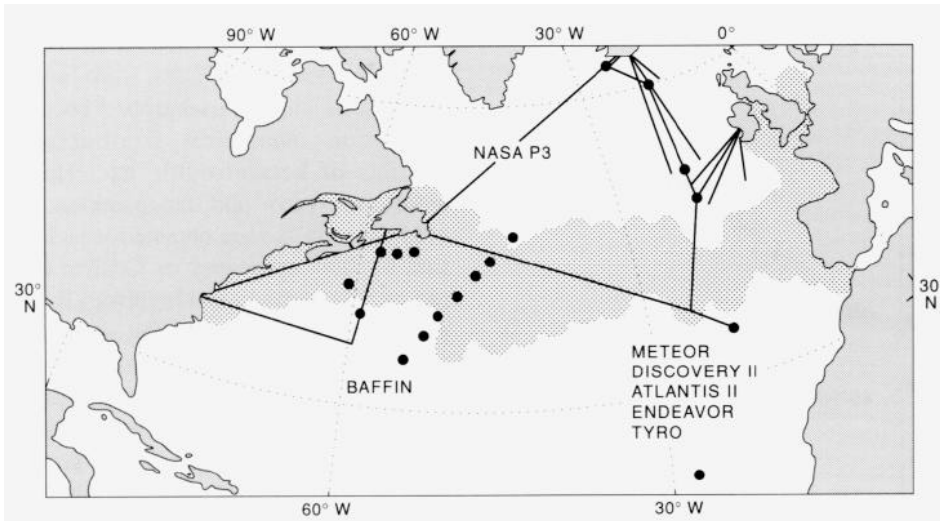 90° W 60° W 30° W 0°
NASA P3
30°
N
30
N
BAFFIN
METEOR
DISCOVERY II
ATLANTIS II
ENDEAVOR
TYRO
60° W 30° W